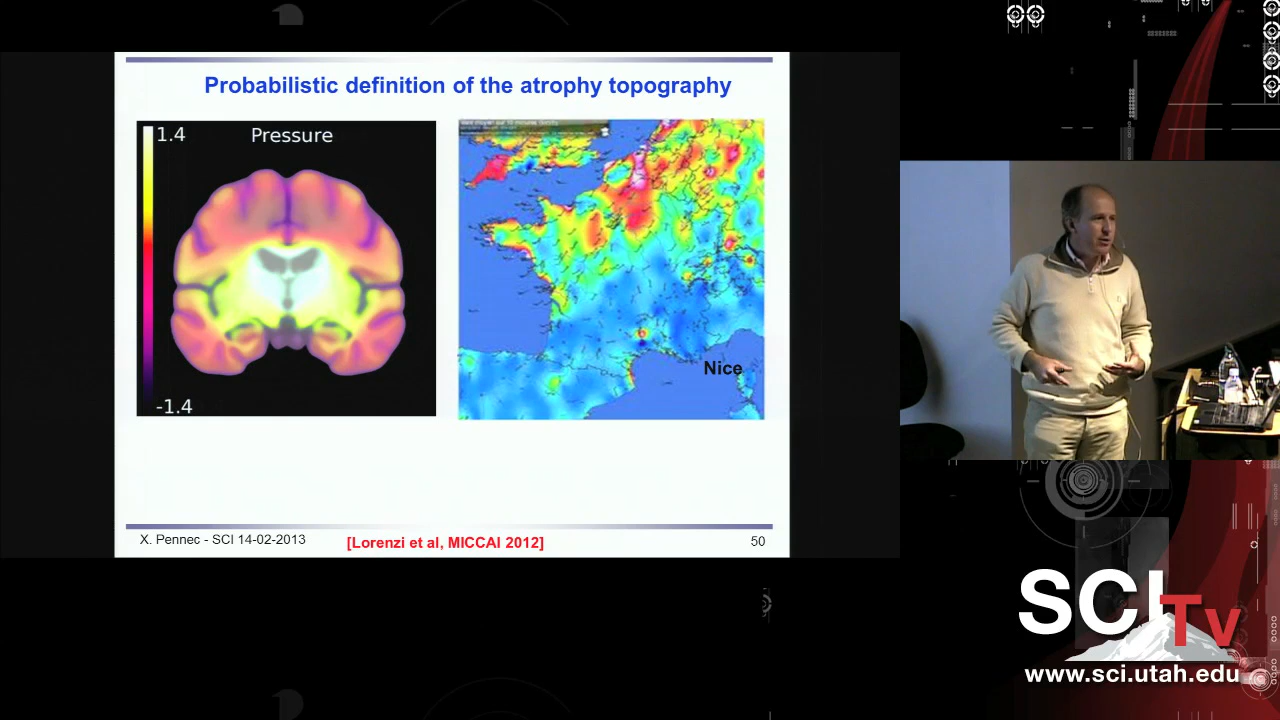 Probabilistic definition of the atrophy topography
1.4
Pressure
-1.4
Nice
X. Pennec - SCI 14-02-2013
[Lorenzi et al, MICCAI 2012]
50
SCI
TV
www.sci.utah.edu